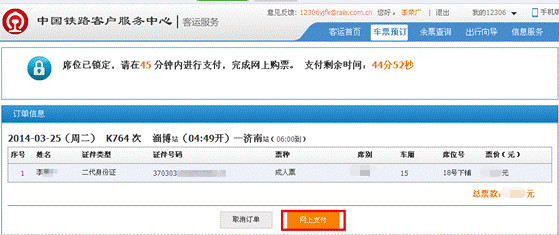 中国铁路客户服务中心 | 客运服务
意见反馈：12306yjfk@rails.com.cn 您好，李荣广 | 退出 我的12306 手机版
客运首页 车票预订 余票查询 出行向导 信息服务
席位已锁定，请在45 分钟内进行支付，完成网上购票。 支付剩余时间：44分52秒
订单信息
2014-03-25（周二） K764 次 淄博站（04:49开）—济南站（06:00到）
序号 姓名 证件类型 证件号码 票种 席别 车厢 席位号 票价（元）
1 李荣 二代身份证 370303 成人票 15 18号下铺 元
总票款： 元
取消订单 网上支付